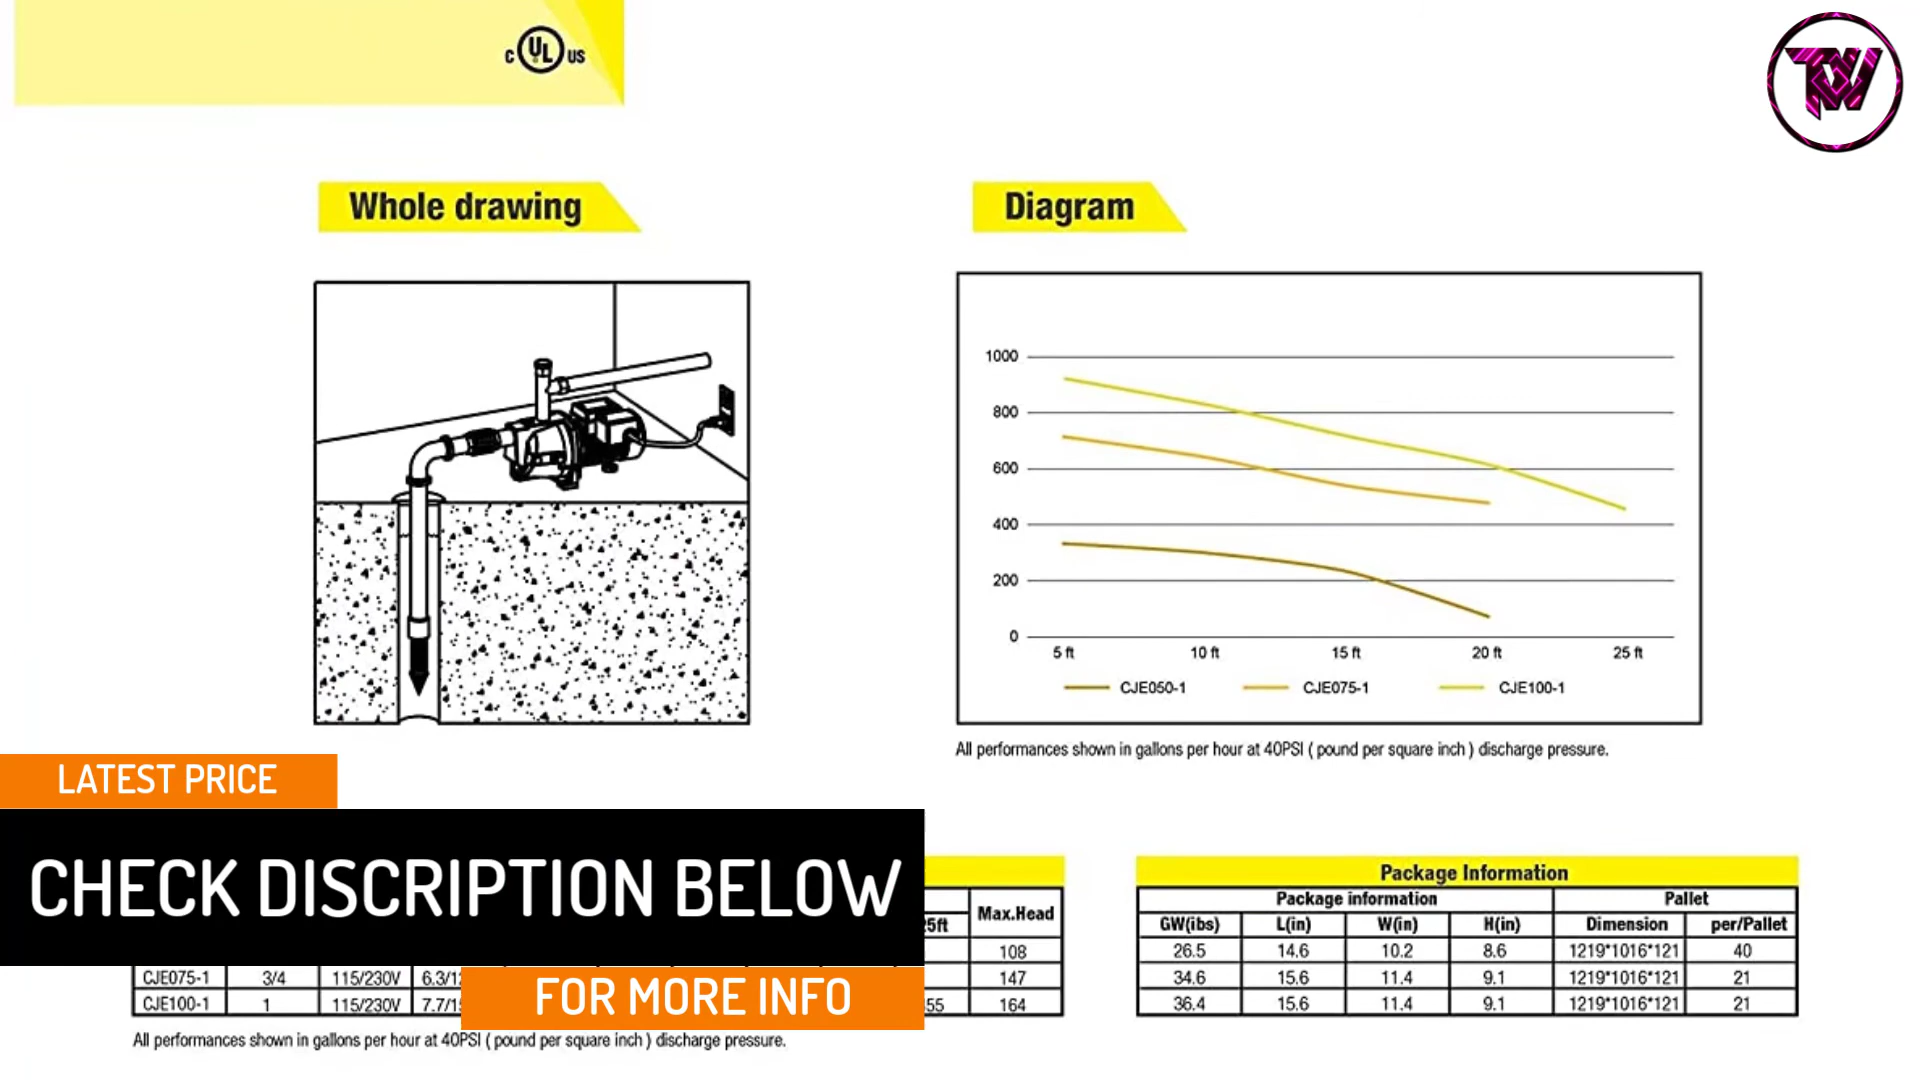 C UL US
TW
Whole drawing
Diagram
1000
800
600
400
200
0
5 ft 10 ft 15 ft 20 ft 25 ft
CJE050-1 CJE075-1 CJE100-1
All performances shown in gallons per hour at 40PSI ( pound per square inch ) discharge pressure.
LATEST PRICE
CHECK DISCRIPTION BELOW
FOR MORE INFO
Max.Head
108
CJE075-1 3/4 115/230V 147
CJE100-1 1 115/230V 164
All performances shown in gallons per hour at 40PSI ( pound per square inch ) discharge pressure.
Package Information
Package information Pallet
GW(ibs) L(in) W(in) H(in) Dimension per/Pallet
26.5 14.6 10.2 8.6 1219*1016*121 40
34.6 15.6 11.4 9.1 1219*1016*121 21
36.4 15.6 11.4 9.1 1219*1016*121 21